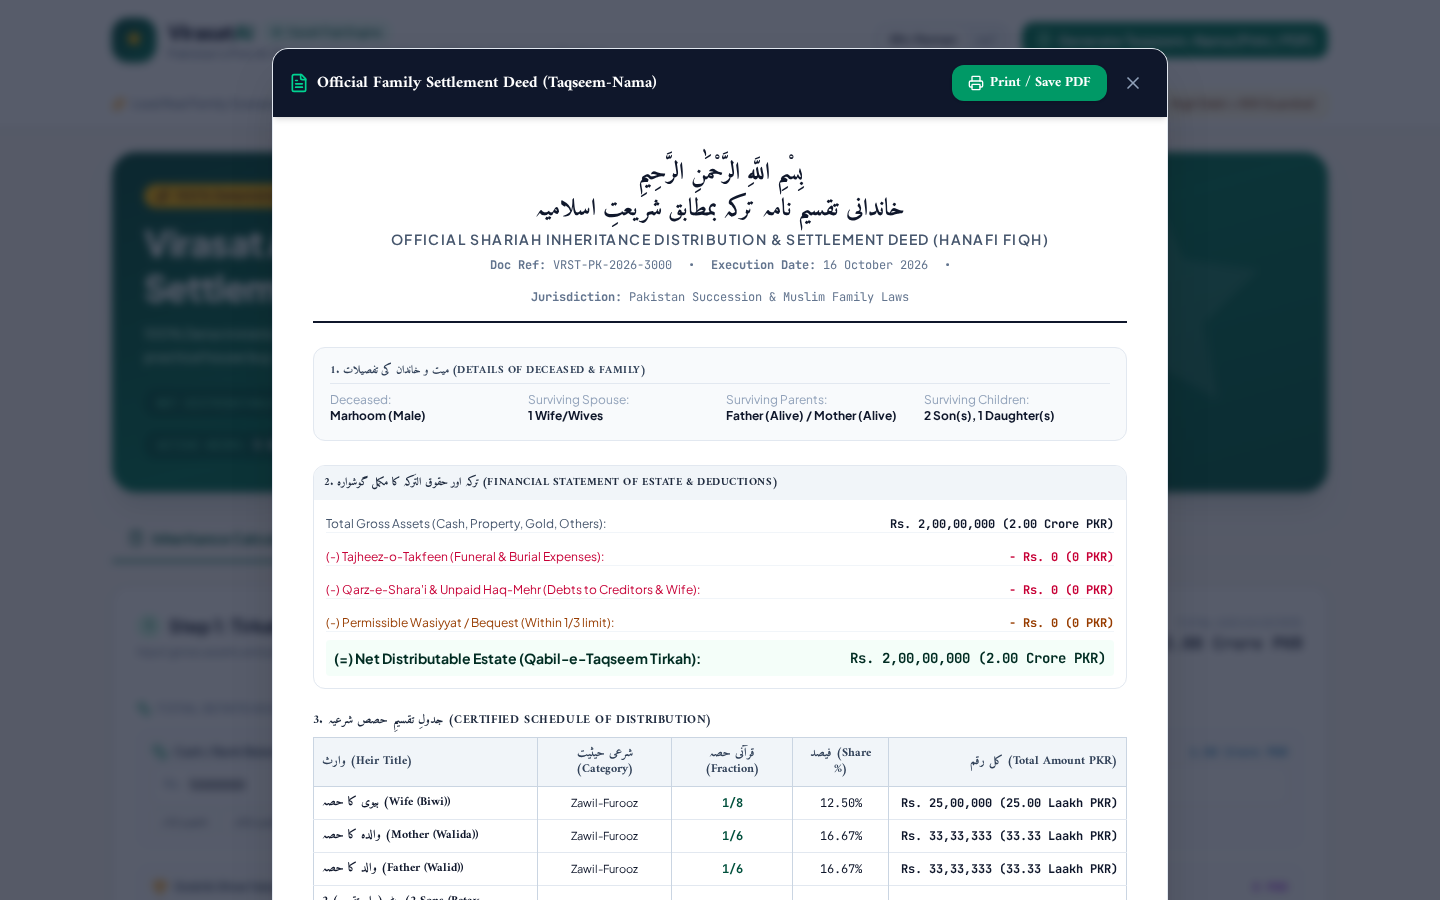 Official Family Settlement Deed (Taqseem-Nama)
Print / Save PDF
بِسْمِ اللَّهِ الرَّحْمَٰنِ الرَّحِيمِ
خاندانی تقسیم نامہ ترکہ بمطابق شریعتِ اسلامیہ
OFFICIAL SHARIAH INHERITANCE DISTRIBUTION & SETTLEMENT DEED (HANAFI FIQH)
Doc Ref: VRST-PK-2026-3000 • Execution Date: 16 October 2026 •
Jurisdiction: Pakistan Succession & Muslim Family Laws
1. میت و خاندان کی تفصیلات (DETAILS OF DECEASED & FAMILY)
Deceased: Surviving Spouse: Surviving Parents: Surviving Children:
Marhoom (Male) 1 Wife/Wives Father (Alive) / Mother (Alive) 2 Son(s), 1 Daughter(s)
2. ترکہ اور حقوق الترکہ کا مکمل گوشوارہ (FINANCIAL STATEMENT OF ESTATE & DEDUCTIONS)
Total Gross Assets (Cash, Property, Gold, Others): Rs. 2,00,00,000 (2.00 Crore PKR)
(-) Tajheez-o-Takfeen (Funeral & Burial Expenses): - Rs. 0 (0 PKR)
(-) Qarz-e-Shara'i & Unpaid Haq-Mehr (Debts to Creditors & Wife): - Rs. 0 (0 PKR)
(-) Permissible Wasiyyat / Bequest (Within 1/3 limit): - Rs. 0 (0 PKR)
(=) Net Distributable Estate (Qabil-e-Taqseem Tirkah): Rs. 2,00,00,000 (2.00 Crore PKR)
3. جدولِ تقسیمِ حصص شرعیہ (CERTIFIED SCHEDULE OF DISTRIBUTION)
وارث (Heir Title) شرعی حیثیت (Category) قرآنی حصہ (Fraction) فیصد (Share %) کل رقم (Total Amount PKR)
بیوی کا حصہ (Wife (Biwi)) Zawil-Furooz 1/8 12.50% Rs. 25,00,000 (25.00 Laakh PKR)
والدہ کا حصہ (Mother (Walida)) Zawil-Furooz 1/6 16.67% Rs. 33,33,333 (33.33 Laakh PKR)
والد کا حصہ (Father (Walid)) Zawil-Furooz 1/6 16.67% Rs. 33,33,333 (33.33 Laakh PKR)